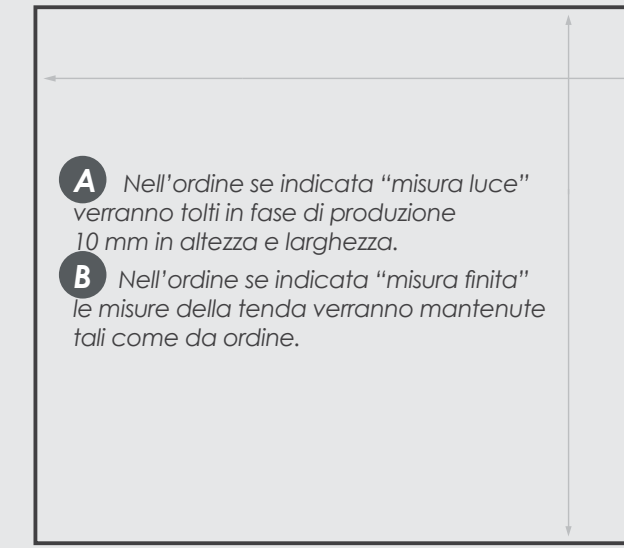 A Nell’ordine se indicata “misura luce”
verranno tolti in fase di produzione
10 mm in altezza e larghezza.
B Nell’ordine se indicata “misura finita”
le misure della tenda verranno mantenute
tali come da ordine.